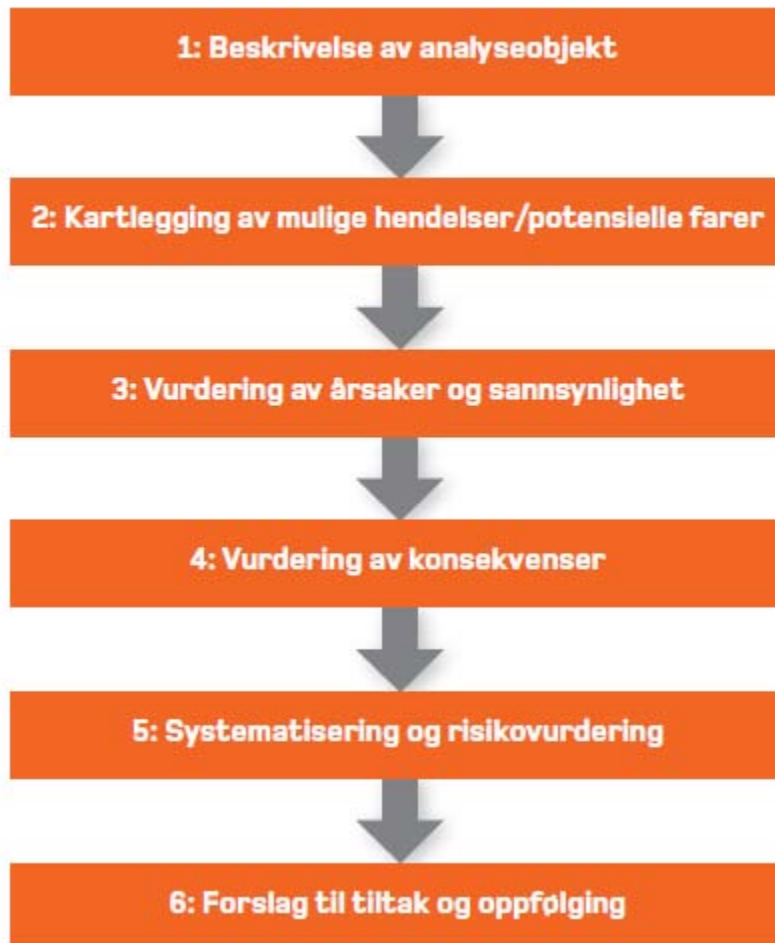 1: Beskrivelse av analyseobjekt
2: Kartlegging av mulige hendelser/potensielle farer
3: Vurdering av årsaker og sannsynlighet
4: Vurdering av konsekvenser
5: Systematisering og risikovurdering
6: Forslag til tiltak og oppfølging